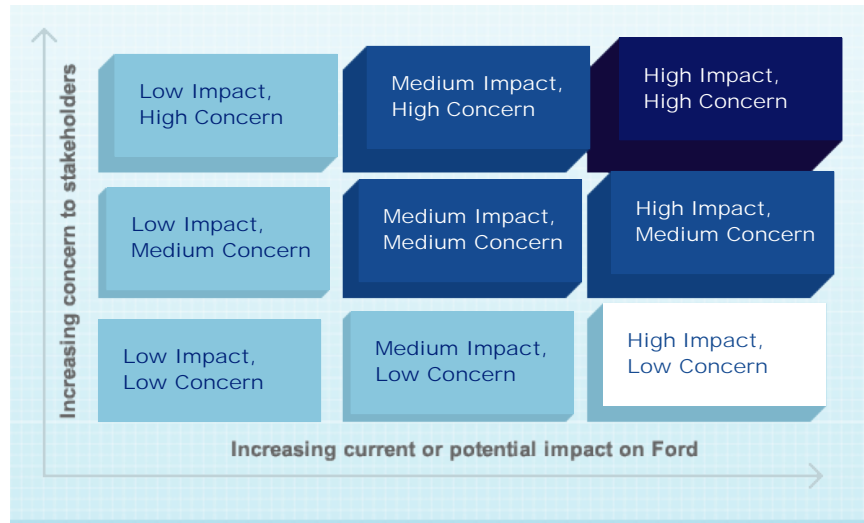 Increasing concern to stakeholders
Low Impact,
High Concern
Medium Impact,
High Concern
High Impact,
High Concern
Low Impact,
Medium Concern
Medium Impact,
Medium Concern
High Impact,
Medium Concern
Low Impact,
Low Concern
Medium Impact,
Low Concern
High Impact,
Low Concern
Increasing current or potential impact on Ford